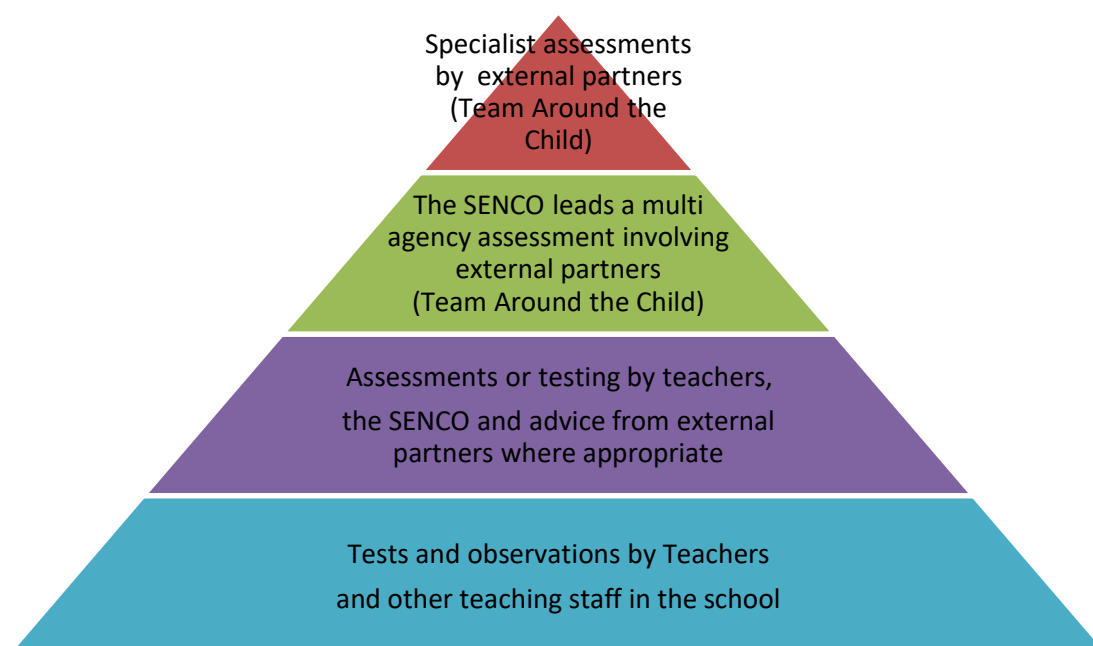 Specialist assessments
by external partners
(Team Around the
Child)
The SENCO leads a multi
agency assessment involving
external partners
(Team Around the Child)
Assessments or testing by teachers,
the SENCO and advice from external
partners where appropriate
Tests and observations by Teachers
and other teaching staff in the school